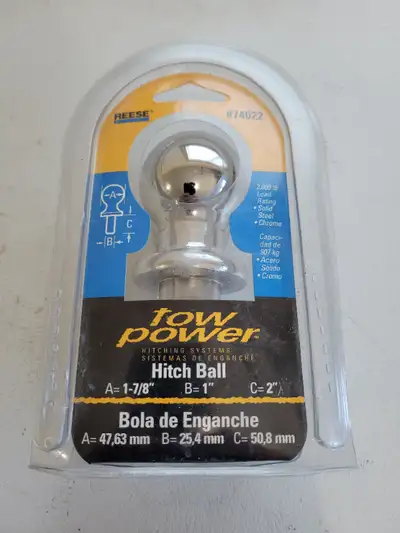 REESE
#74022
A
C
B
2,000 lb
Load
Rating
• Solid
Steel
• Chrome
Capaci-
dad de
907 kg
• Acero
Sólido
• Cromo
tow
power
HITCHING SYSTEMS
SISTEMAS DE ENGANCHE
Hitch Ball
A= 1-7/8" B= 1" C= 2"
Bola de Enganche
A= 47,63 mm B= 25,4 mm C= 50,8 mm